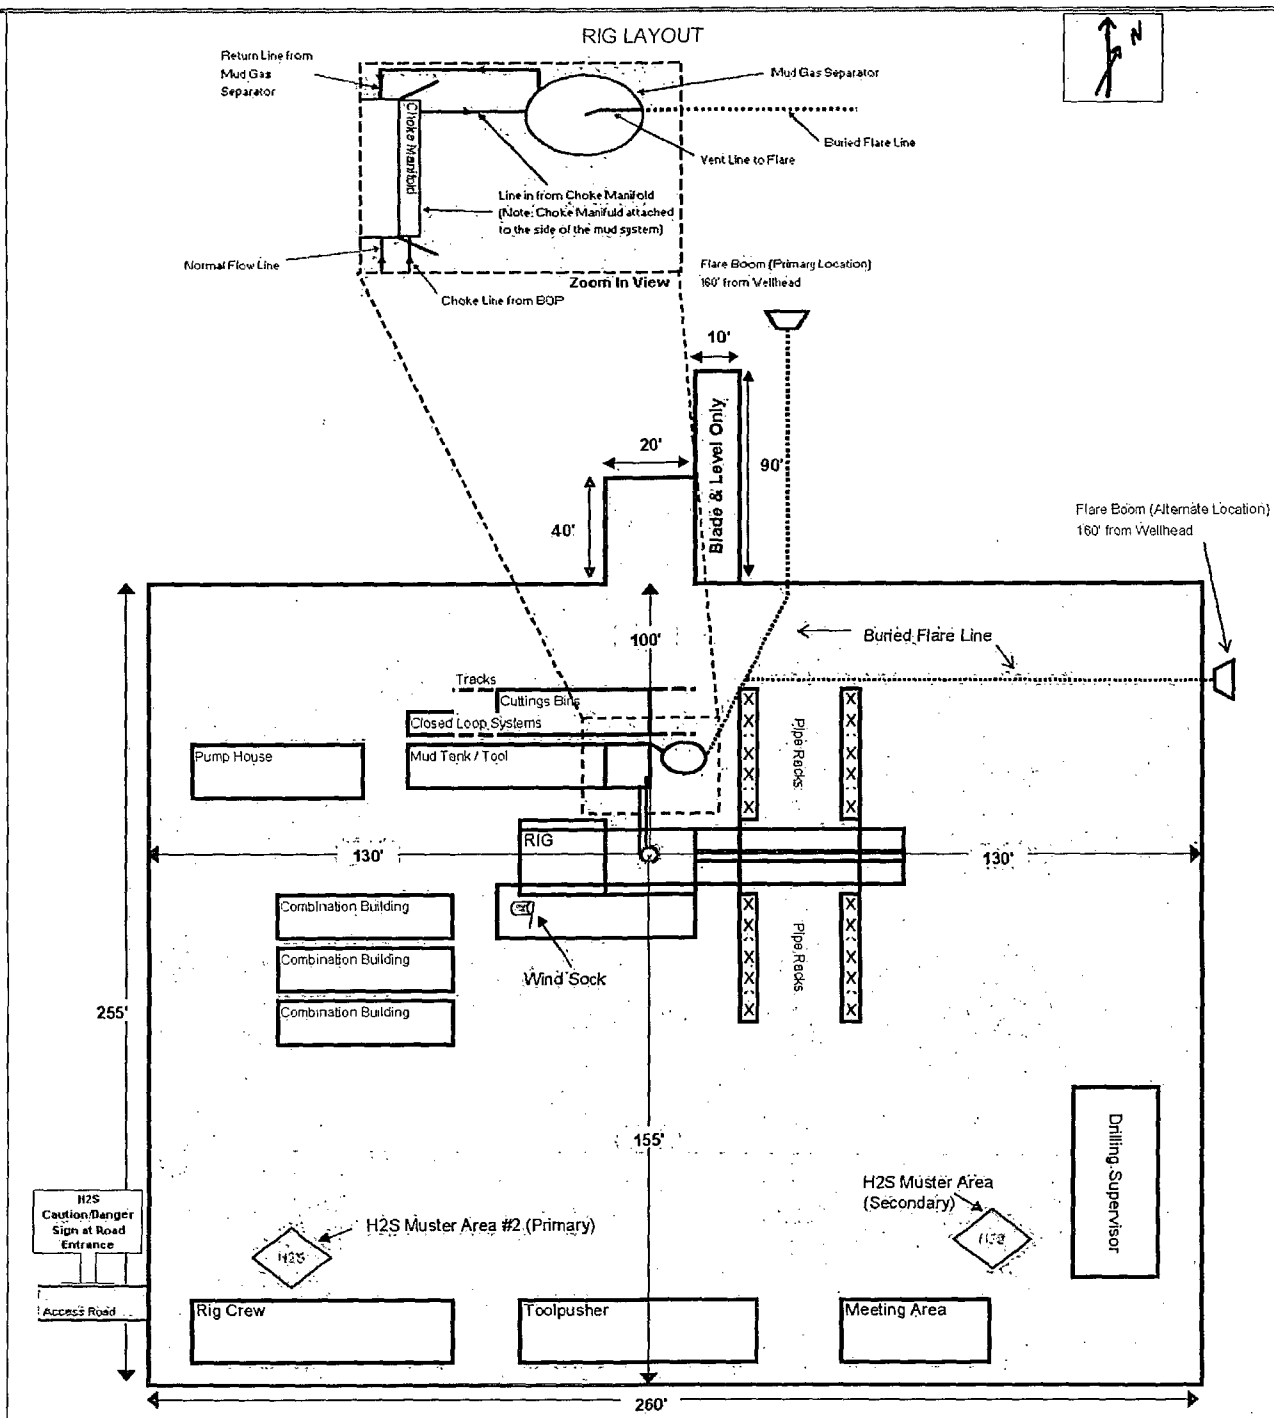 RIG LAYOUT
N
Return Line from
Mud Gas
Separator
Mud Gas Separator
Choke Manifold
Buried Flare Line
Vent Line to Flare
Line in from Choke Manifold
(Note: Choke Manifuld attached
to the side of the mud system)
Normal Flow Line
Choke Line from BOP
Zoom In View
Flare Boom (Primary Location)
160' from Wellhead
10'
Blade & Level Only
90'
20'
40'
Flare Boom (Alternate Location)
160' from Wellhead
100'
Buried Flare Line
Tracks
Cuttings Bins
Closed Loop Systems
Pump House
Mud Tank / Tool
X
X
X
X
X
Pipe Racks
X
X
X
X
X
RIG
130'
130'
Combination Building
Combination Building
Combination Building
Wind Sock
X
X
X
X
X
Pipe Racks
X
X
X
X
X
255'
155'
Drilling Supervisor
H2S
Caution/Danger
Sign at Road
Entrance
H2S Muster Area #2 (Primary)
H2S
H2S Muster Area
(Secondary)
H2S
Access Road
Rig Crew
Toolpusher
Meeting Area
260'